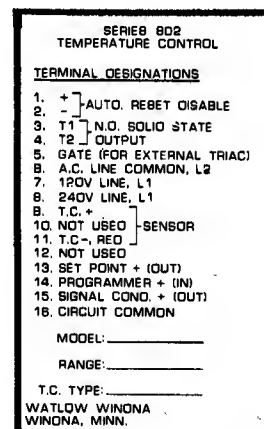 SERIES 802
TEMPERATURE CONTROL
TERMINAL DESIGNATIONS
1. + AUTO. RESET DISABLE
2. -
3. T1 N.O. SOLID STATE
4. T2 OUTPUT
5. GATE (FOR EXTERNAL TRIAC)
6. A.C. LINE COMMON, L2
7. 120V LINE, L1
8. 240V LINE, L1
9. T.C. +
10. NOT USED SENSOR
11. T.C-, RED
12. NOT USED
13. SET POINT + (OUT)
14. PROGRAMMER + (IN)
15. SIGNAL COND. + (OUT)
16. CIRCUIT COMMON
MODEL:
RANGE:
T.C. TYPE:
WATLOW WINONA
WINONA, MINN.